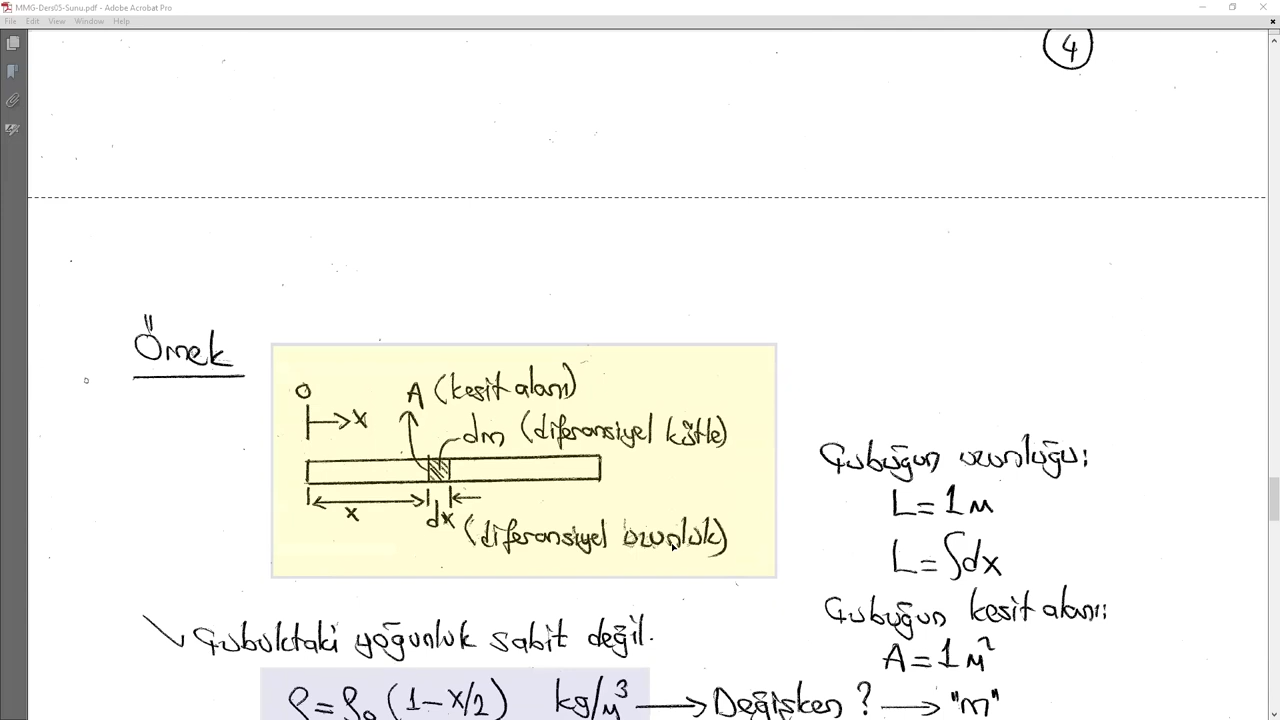 MMG-Ders05-Sunu.pdf - Adobe Acrobat Pro
File Edit View Window Help
4
Örnek
O
x
A (kesit alanı)
dm (diferansiyel kütle)
x
dx (diferansiyel uzunluk)
Çubuğun uzunluğu:
L = 1 m
L = ∫dx
Çubuğun kesit alanı:
A = 1 m²
Çubuktaki yoğunluk sabit değil.
ρ = ρ₀ (1 - x/2) kg/m³ → Değişken? → "m"